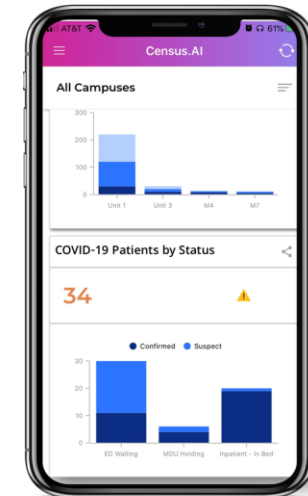 AT&T 61%
Census.AI
All Campuses
300
200
100
0
Unit 1 Unit 3 M4 M7
COVID-19 Patients by Status
34
Confirmed Suspect
30
20
10
0
ED Waiting MDU Holding Inpatient - in Bed